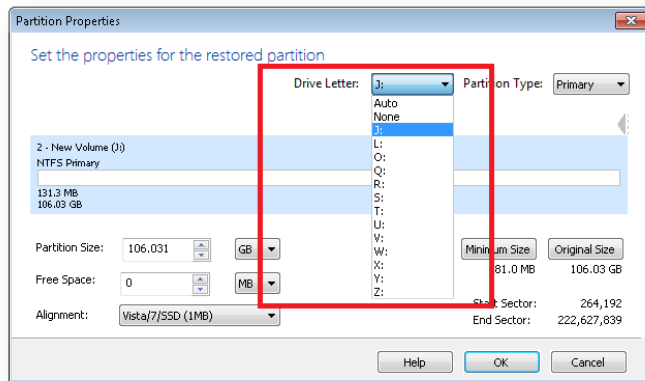 Partition Properties
Set the properties for the restored partition
Drive Letter: J: Partition Type: Primary
Auto
None
J:
L:
O:
Q:
R:
S:
T:
U:
V:
W:
X:
Y:
Z:
2 - New Volume (J:)
NTFS Primary
131.3 MB
106.03 GB
Partition Size: 106.031 GB Minimum Size Original Size
81.0 MB 106.03 GB
Free Space: 0 MB
Start Sector: 264,192
Alignment: Vista/7/SSD (1MB)
End Sector: 222,627,839
Help OK Cancel